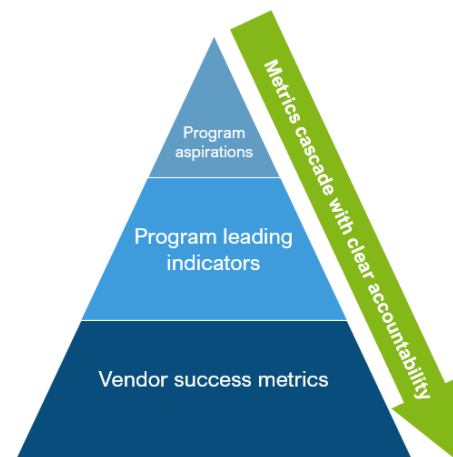 Program
aspirations
Program leading
indicators
Vendor success metrics
Metrics cascade with clear accountability